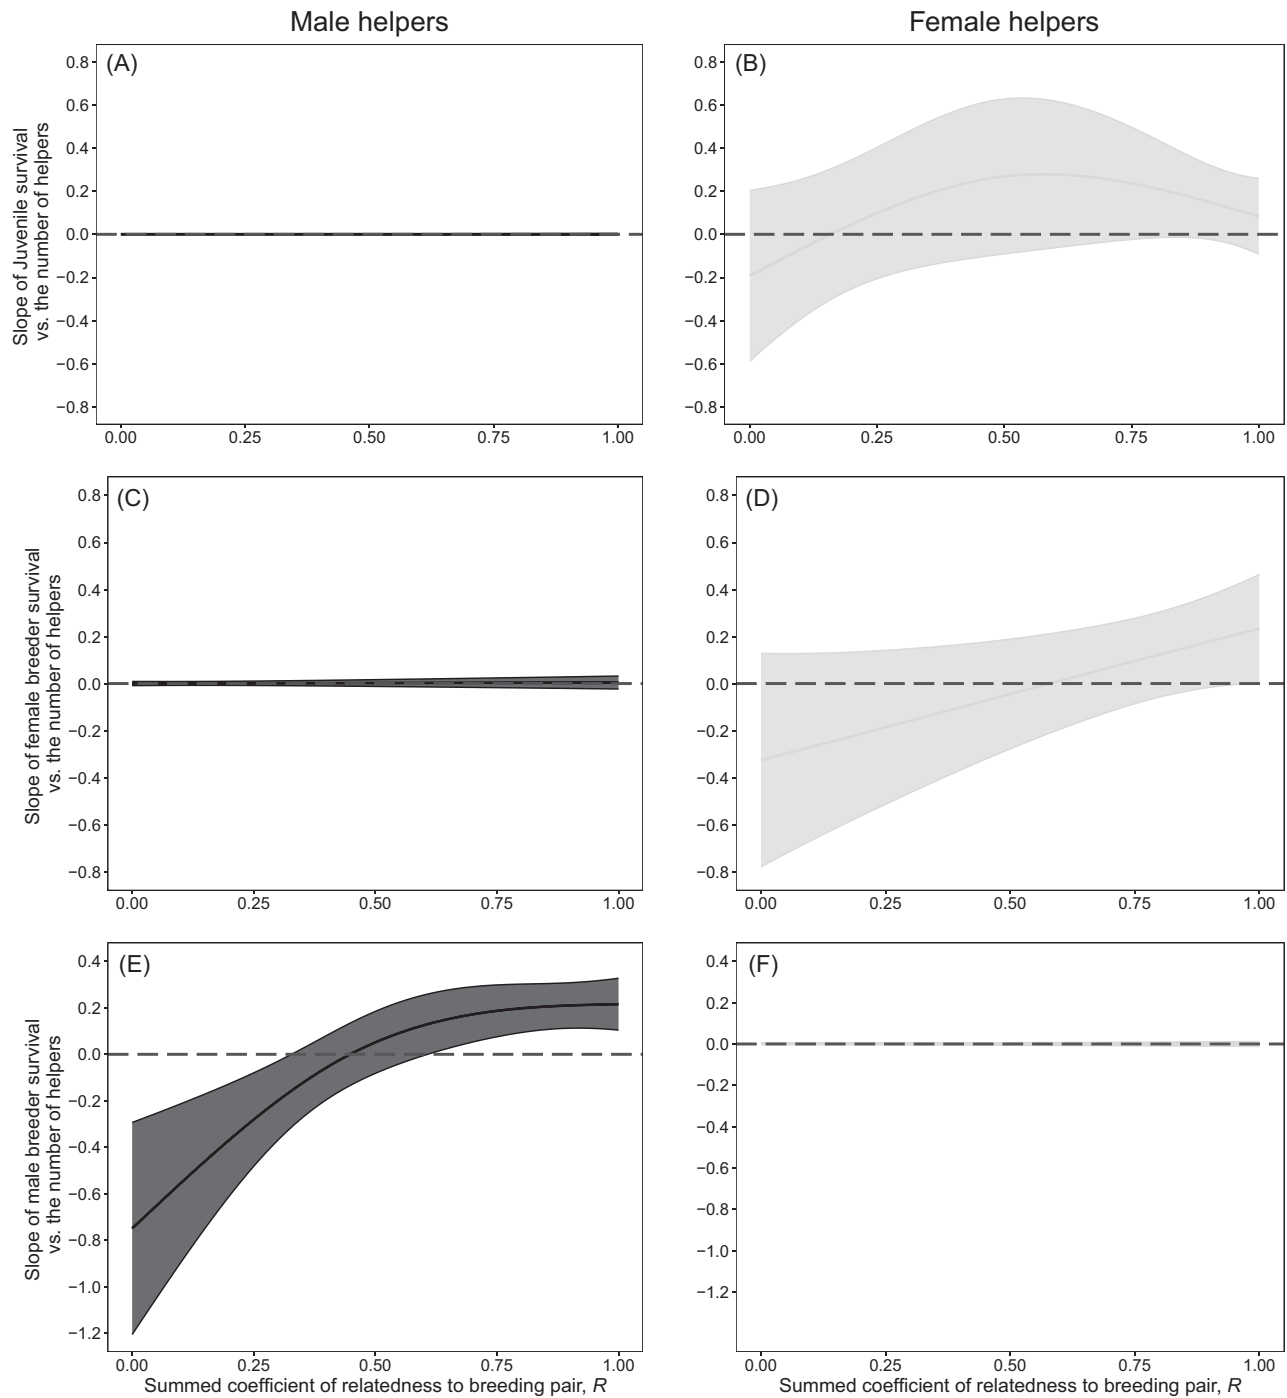 Male helpers
Female helpers
(A)
Slope of Juvenile survival
vs. the number of helpers
0.8
0.6
0.4
0.2
0.0
−0.2
−0.4
−0.6
−0.8
0.00 0.25 0.50 0.75 1.00
(B)
0.8
0.6
0.4
0.2
0.0
−0.2
−0.4
−0.6
−0.8
0.00 0.25 0.50 0.75 1.00
(C)
Slope of female breeder survival
vs. the number of helpers
0.8
0.6
0.4
0.2
0.0
−0.2
−0.4
−0.6
−0.8
0.00 0.25 0.50 0.75 1.00
(D)
0.8
0.6
0.4
0.2
0.0
−0.2
−0.4
−0.6
−0.8
0.00 0.25 0.50 0.75 1.00
(E)
Slope of male breeder survival
vs. the number of helpers
0.4
0.2
0.0
−0.2
−0.4
−0.6
−0.8
−1.0
−1.2
0.00 0.25 0.50 0.75 1.00
Summed coefficient of relatedness to breeding pair, R
(F)
0.4
0.2
0.0
−0.2
−0.4
−0.6
−0.8
−1.0
−1.2
0.00 0.25 0.50 0.75 1.00
Summed coefficient of relatedness to breeding pair, R